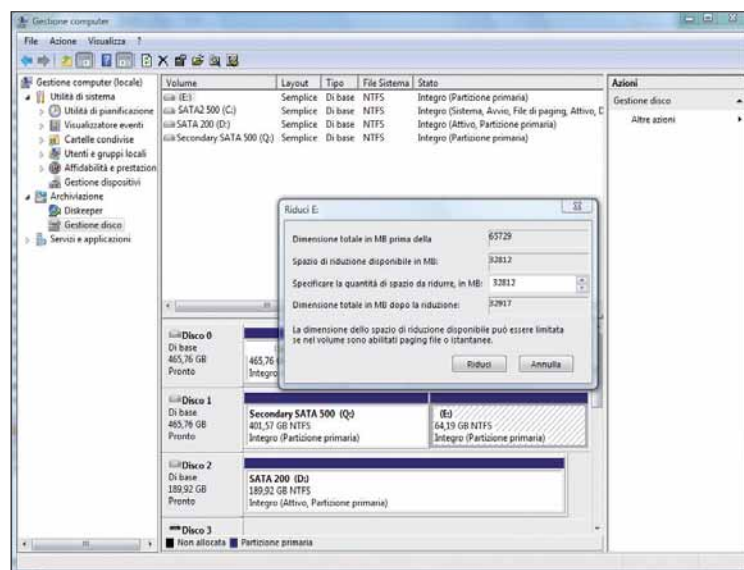 Gestione computer
File Azione Visualizza ?
Gestione computer (locale)
Utilità di sistema
Utilità di pianificazione
Visualizzatore eventi
Cartelle condivise
Utenti e gruppi locali
Affidabilità e prestazion
Gestione dispositivi
Archiviazione
Diskeeper
Gestione disco
Servizi e applicazioni
Volume Layout Tipo File Sistema Stato
(E:) Semplice Di base NTFS Integro (Partizione primaria)
SATA2 500 (C:) Semplice Di base NTFS Integro (Sistema, Avvio, File di paging, Attivo, D
SATA 200 (D:) Semplice Di base NTFS Integro (Attivo, Partizione primaria)
Secondary SATA 500 (Q:) Semplice Di base NTFS Integro (Partizione primaria)
Azioni
Gestione disco
Altre azioni
Riduci E:
Dimensione totale in MB prima della 65729
Spazio di riduzione disponibile in MB: 32812
Specificare la quantità di spazio da ridurre, in MB: 32812
Dimensione totale in MB dopo la riduzione: 32917
La dimensione dello spazio di riduzione disponibile può essere limitata
se nel volume sono abilitati paging file o istantanee.
Riduci Annulla
Disco 0
Di base
465,76 GB
Pronto
465,76
Integro
Disco 1
Di base
465,76 GB
Pronto
Secondary SATA 500 (Q:)
401,57 GB NTFS
Integro (Partizione primaria)
(E:)
64,19 GB NTFS
Integro (Partizione primaria)
Disco 2
Di base
189,92 GB
Pronto
SATA 200 (D:)
189,92 GB NTFS
Integro (Attivo, Partizione primaria)
Disco 3
Non allocata Partizione primaria